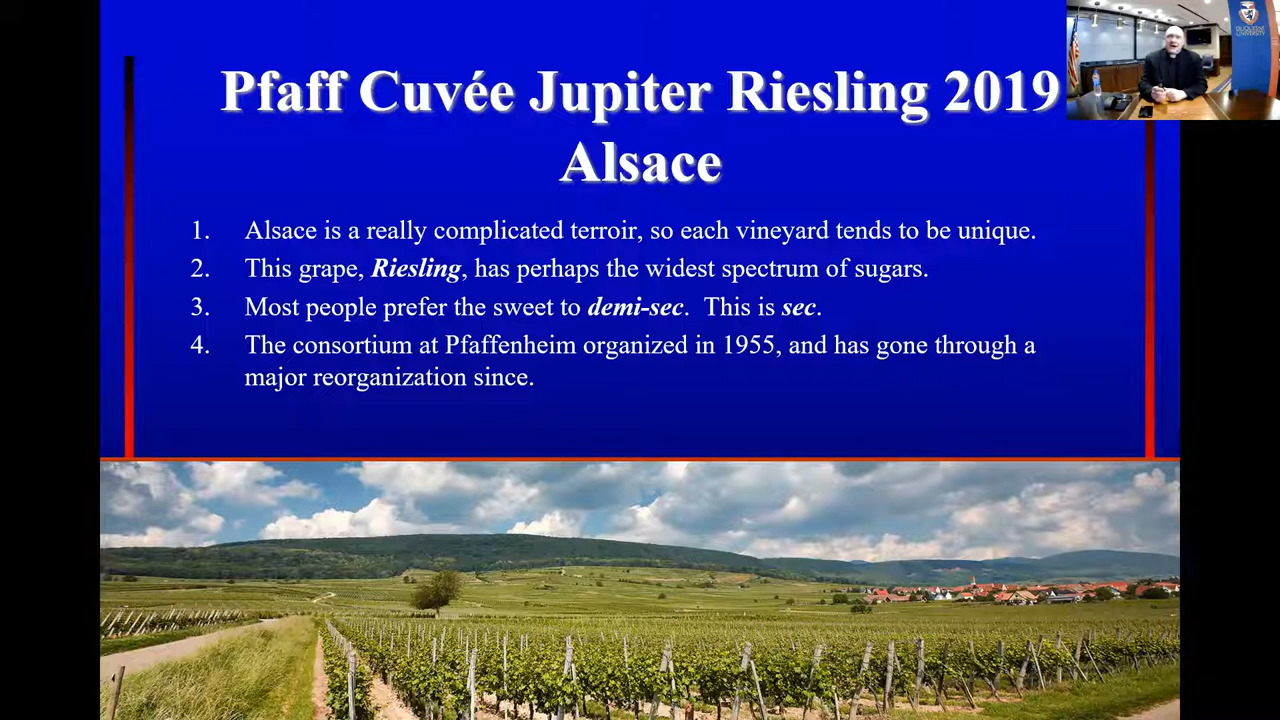 Pfaff Cuvée Jupiter Riesling 2019
Alsace
1. Alsace is a really complicated terroir, so each vineyard tends to be unique.
2. This grape, Riesling, has perhaps the widest spectrum of sugars.
3. Most people prefer the sweet to demi-sec. This is sec.
4. The consortium at Pfaffenheim organized in 1955, and has gone through a
major reorganization since.
DUQUESNE
UNIVERSITY